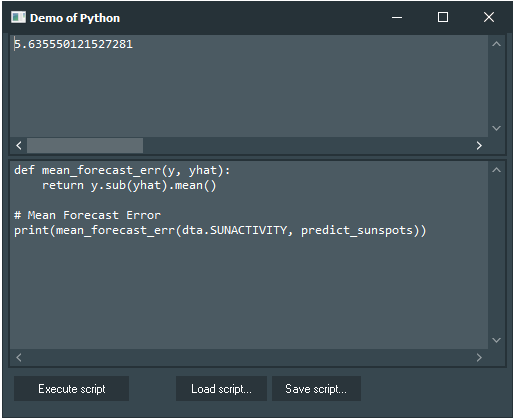 Demo of Python
5.635550121527281
def mean_forecast_err(y, yhat):
    return y.sub(yhat).mean()

# Mean Forecast Error
print(mean_forecast_err(dta.SUNACTIVITY, predict_sunspots))
Execute script
Load script...
Save script...